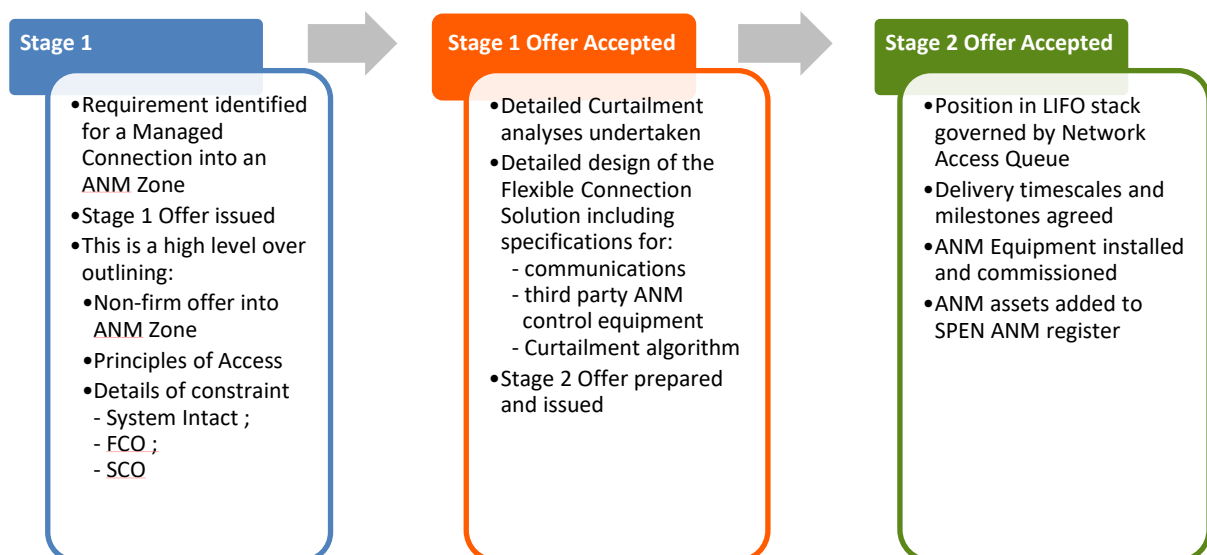 Stage 1
•Requirement identified
for a Managed
Connection into an
ANM Zone
•Stage 1 Offer issued
•This is a high level over
outlining:
•Non-firm offer into
ANM Zone
•Principles of Access
•Details of constraint
- System Intact ;
- FCO ;
- SCO
Stage 1 Offer Accepted
•Detailed Curtailment
analyses undertaken
•Detailed design of the
Flexible Connection
Solution including
specifications for:
- communications
- third party ANM
control equipment
- Curtailment algorithm
•Stage 2 Offer prepared
and issued
Stage 2 Offer Accepted
•Position in LIFO stack
governed by Network
Access Queue
•Delivery timescales and
milestones agreed
•ANM Equipment installed
and commissioned
•ANM assets added to
SPEN ANM register